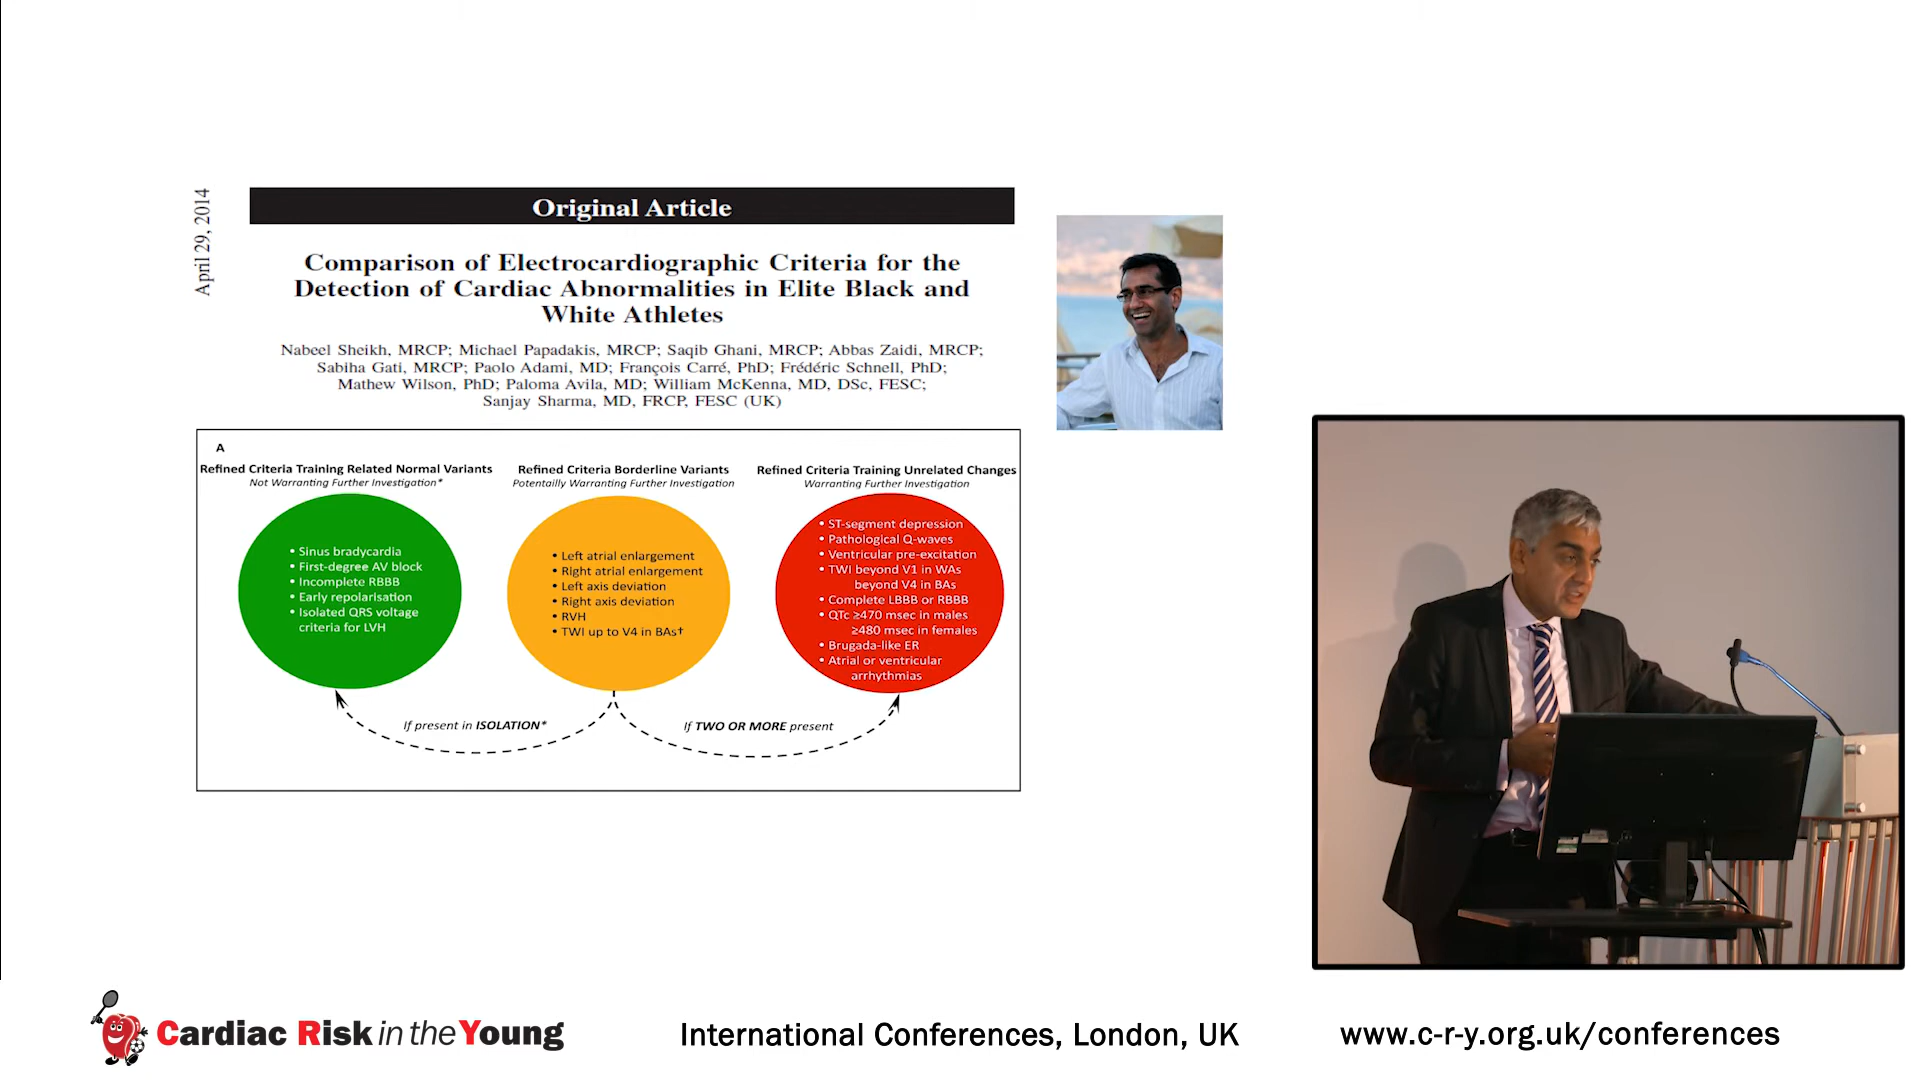 April 29, 2014
Original Article
Comparison of Electrocardiographic Criteria for the
Detection of Cardiac Abnormalities in Elite Black and
White Athletes
Nabeel Sheikh, MRCP; Michael Papadakis, MRCP; Saqib Ghani, MRCP; Abbas Zaidi, MRCP;
Sabiha Gati, MRCP; Paolo Adami, MD; François Carré, PhD; Frédéric Schnell, PhD;
Mathew Wilson, PhD; Paloma Avila, MD; William McKenna, MD, DSc, FESC;
Sanjay Sharma, MD, FRCP, FESC (UK)
A
Refined Criteria Training Related Normal Variants
Not Warranting Further Investigation*
• Sinus bradycardia
• First-degree AV block
• Incomplete RBBB
• Early repolarisation
• Isolated QRS voltage
criteria for LVH
Refined Criteria Borderline Variants
Potentailly Warranting Further Investigation
• Left atrial enlargement
• Right atrial enlargement
• Left axis deviation
• Right axis deviation
• RVH
• TWI up to V4 in BAs†
Refined Criteria Training Unrelated Changes
Warranting Further Investigation
• ST-segment depression
• Pathological Q-waves
• Ventricular pre-excitation
• TWI beyond V1 in WAs
beyond V4 in BAs
• Complete LBBB or RBBB
• QTc ≥470 msec in males
≥480 msec in females
• Brugada-like ER
• Atrial or ventricular
arrhythmias
If present in ISOLATION*
If TWO OR MORE present
Cardiac Risk in the Young
International Conferences, London, UK
www.c-r-y.org.uk/conferences